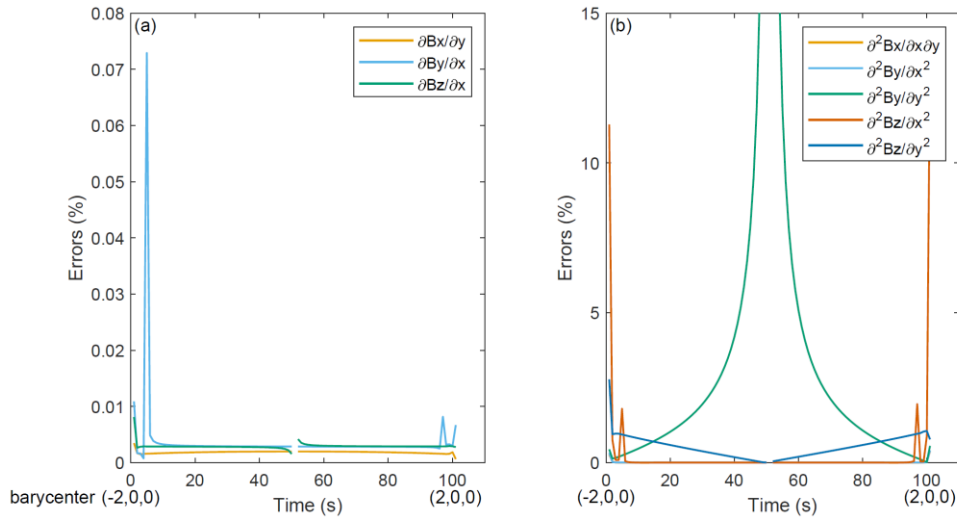 (a)
∂Bx/∂y
∂By/∂x
∂Bz/∂x
0.08
0.07
0.06
0.05
0.04
0.03
0.02
0.01
0
Errors (%)
0 20 40 60 80 100
Time (s)
barycenter (-2,0,0) (2,0,0)
(b)
∂²Bx/∂x∂y
∂²By/∂x²
∂²By/∂y²
∂²Bz/∂x²
∂²Bz/∂y²
15
10
5
0
Errors (%)
0 20 40 60 80 100
Time (s)
(-2,0,0) (2,0,0)